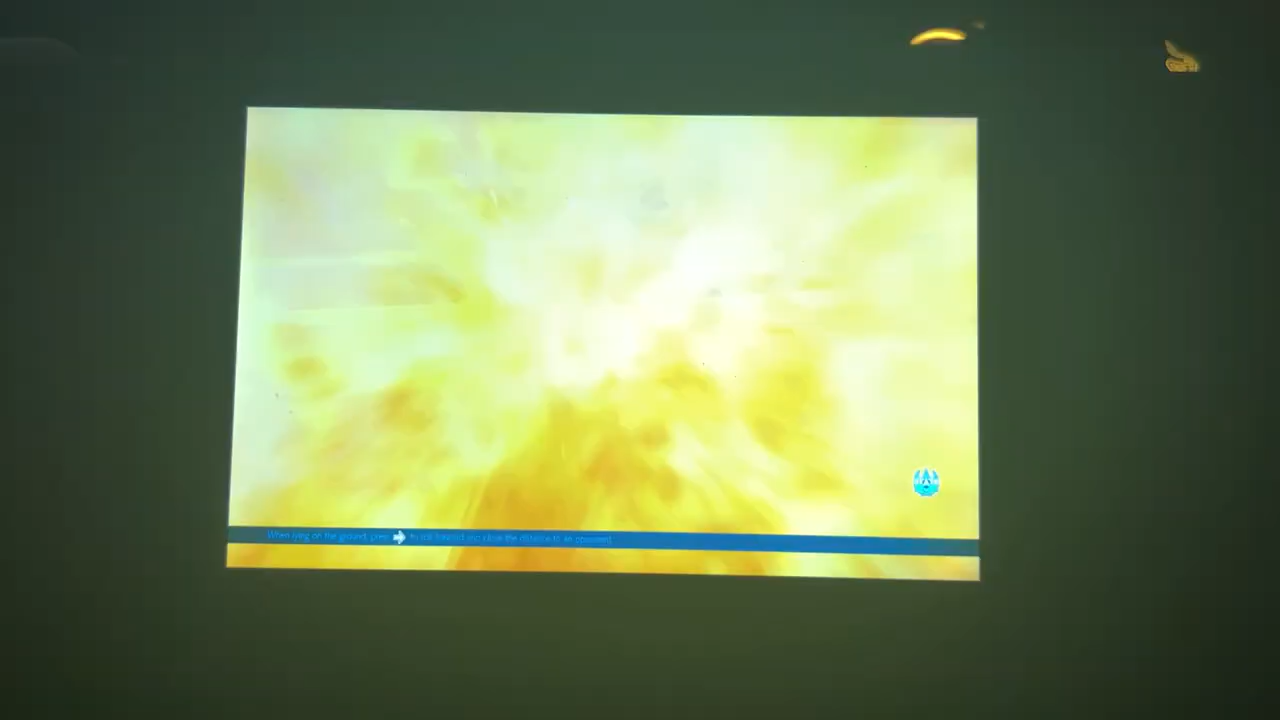 When lying on the ground, press ➡ to roll forward and close the distance to an opponent.